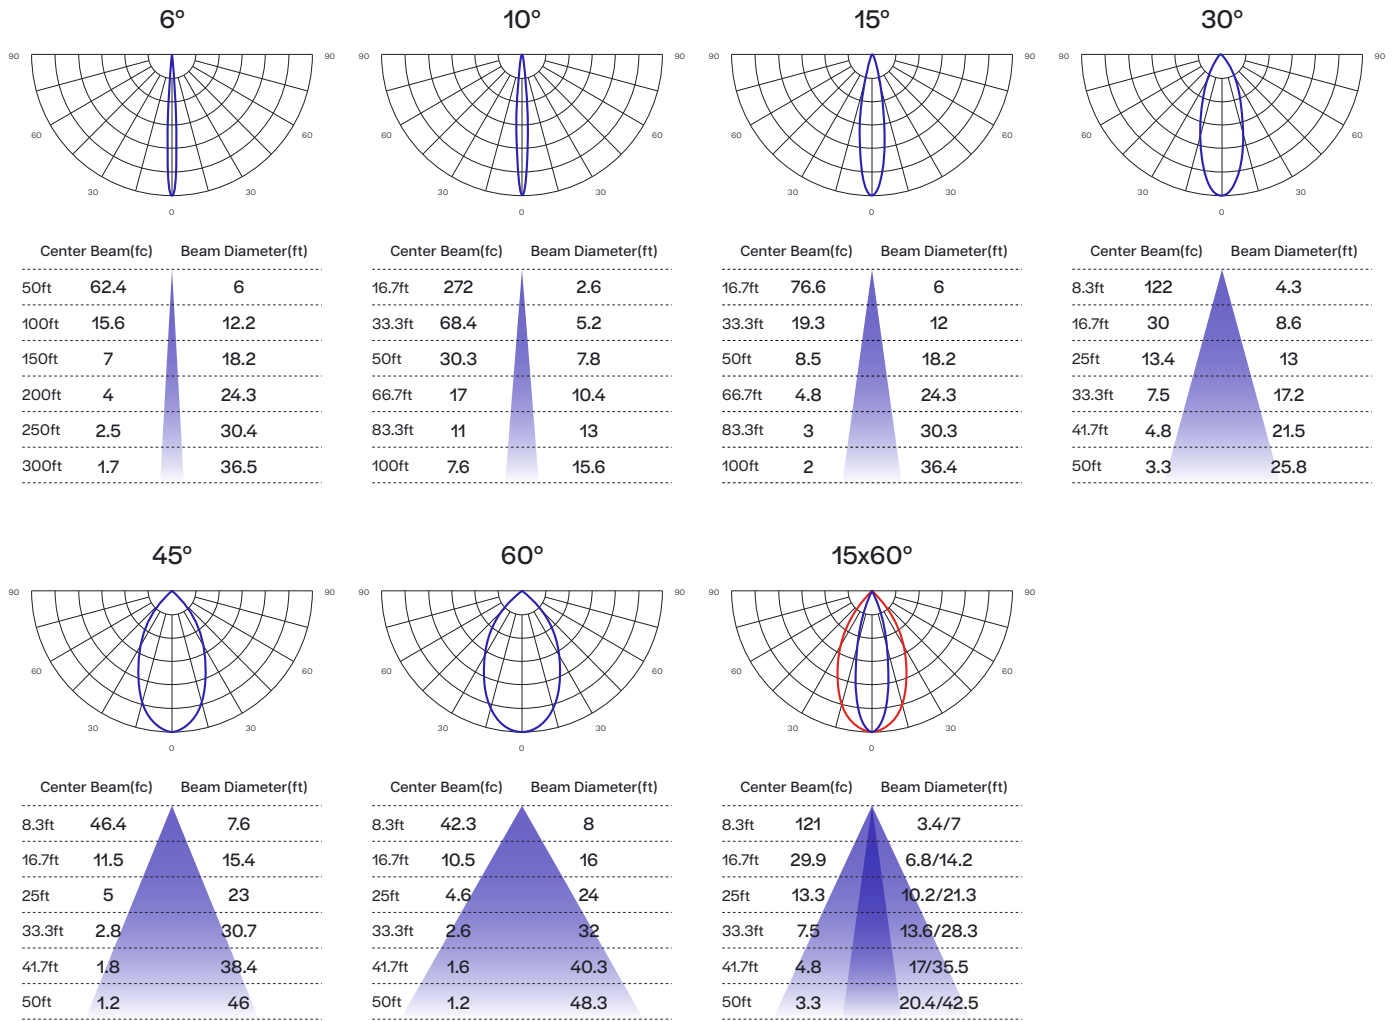 6°
10°
15°
30°
90 90 90 90
60 60 60 60
30 30 30 30 30 30 30 30
0 0 0 0
Center Beam(fc) Beam Diameter(ft) Center Beam(fc) Beam Diameter(ft) Center Beam(fc) Beam Diameter(ft) Center Beam(fc) Beam Diameter(ft)
50ft 62.4 6 16.7ft 272 2.6 16.7ft 76.6 6 8.3ft 122 4.3
100ft 15.6 12.2 33.3ft 68.4 5.2 33.3ft 19.3 12 16.7ft 30 8.6
150ft 7 18.2 50ft 30.3 7.8 50ft 8.5 18.2 25ft 13.4 13
200ft 4 24.3 66.7ft 17 10.4 66.7ft 4.8 24.3 33.3ft 7.5 17.2
250ft 2.5 30.4 83.3ft 11 13 83.3ft 3 30.3 41.7ft 4.8 21.5
300ft 1.7 36.5 100ft 7.6 15.6 100ft 2 36.4 50ft 3.3 25.8
45°
60°
15x60°
90 90 90 90
60 60 60 60
30 30 30 30 30 30
0 0 0
Center Beam(fc) Beam Diameter(ft) Center Beam(fc) Beam Diameter(ft) Center Beam(fc) Beam Diameter(ft)
8.3ft 46.4 7.6 8.3ft 42.3 8 8.3ft 121 3.4/7
16.7ft 11.5 15.4 16.7ft 10.5 16 16.7ft 29.9 6.8/14.2
25ft 5 23 25ft 4.6 24 25ft 13.3 10.2/21.3
33.3ft 2.8 30.7 33.3ft 2.6 32 33.3ft 7.5 13.6/28.3
41.7ft 1.8 38.4 41.7ft 1.6 40.3 41.7ft 4.8 17/35.5
50ft 1.2 46 50ft 1.2 48.3 50ft 3.3 20.4/42.5